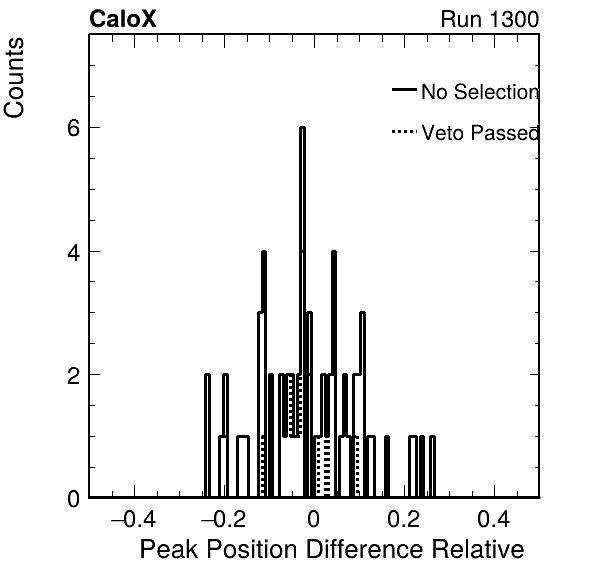 CaloX Run 1300
Counts
No Selection
Veto Passed
6
4
2
0
−0.4 −0.2 0 0.2 0.4
Peak Position Difference Relative